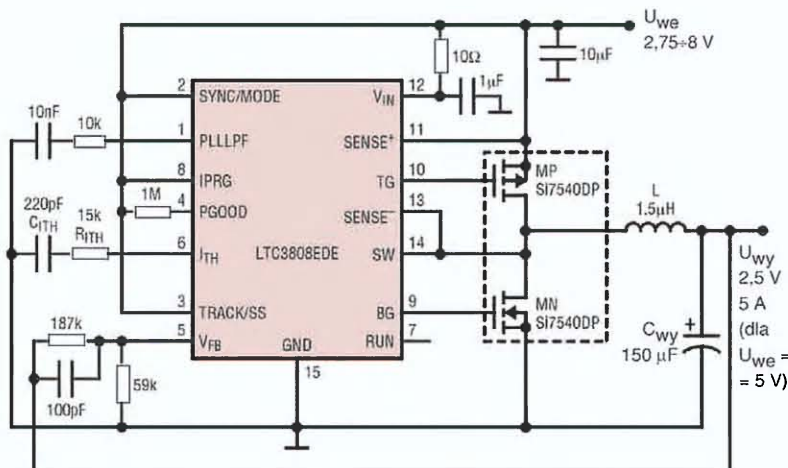 Uwe
2,75÷8 V
10Ω
10µF
1µF
2 SYNC/MODE
VIN 12
10nF
10k
1 PLLLPF
SENSE+ 11
8 IPRG
TG 10
MP
SI7540DP
1M
4 PGOOD
SENSE− 13
220pF
CITH
15k
RITH
6 ITH
LTC3808EDE
SW 14
L
1.5µH
Uwy
2,5 V
5 A
(dla
Uwe =
= 5 V)
3 TRACK/SS
BG 9
MN
SI7540DP
187k
5 VFB
GND
15
RUN 7
+
Cwy
150 µF
100pF
59k